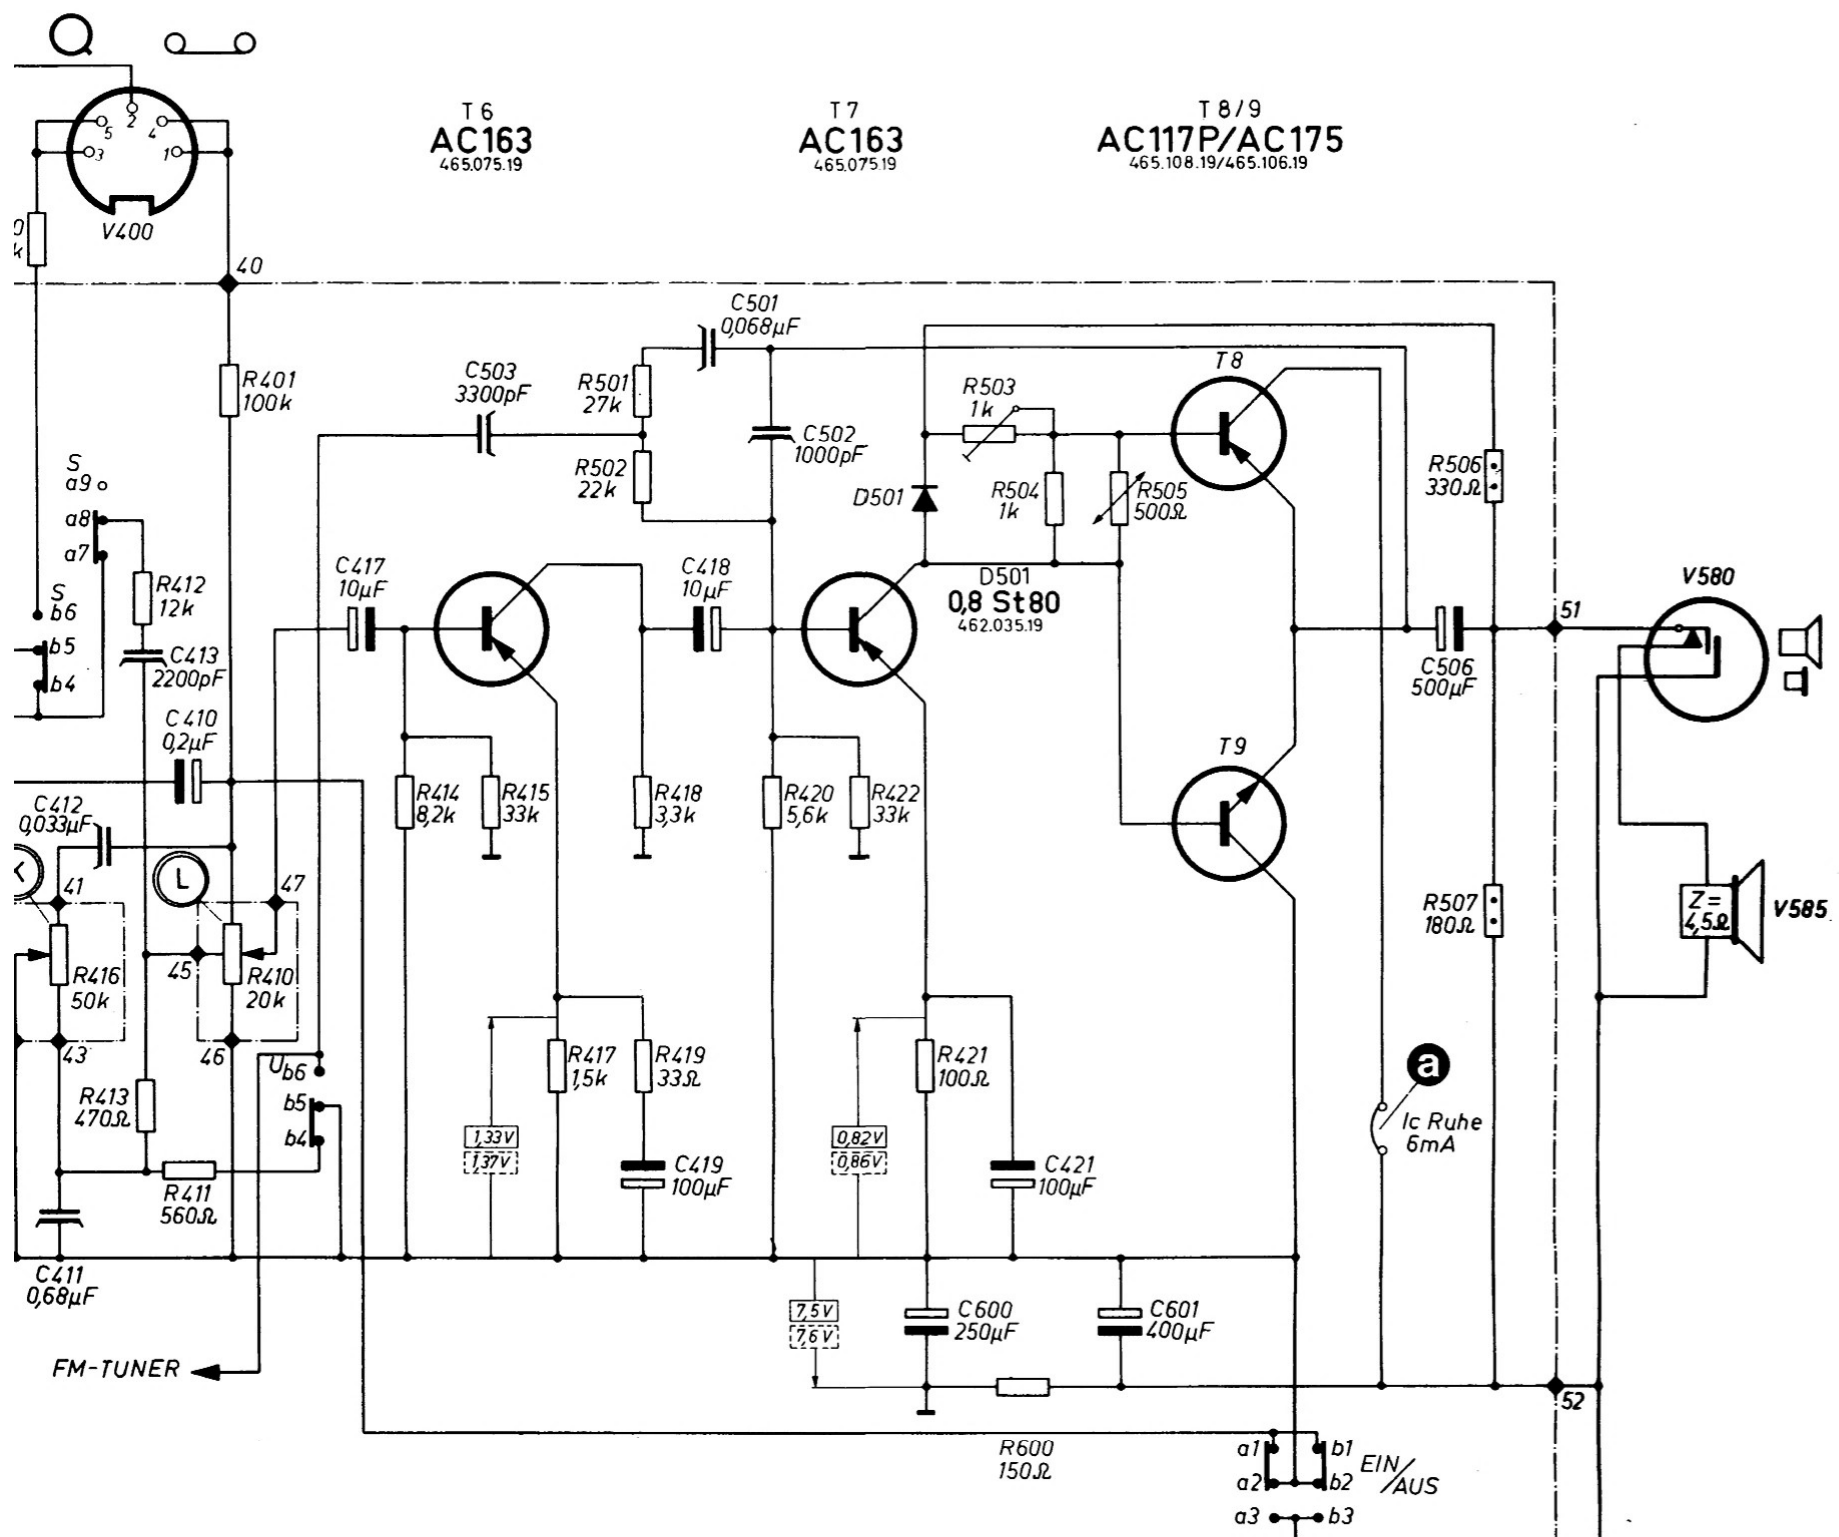 T6
AC163
465.075.19
T7
AC163
465.075.19
T8/9
AC117P/AC175
465.108.19/465.106.19
5
2
4
3
1
V400
0
k
40
C501
0,068µF
R401
100k
C503
3300pF
R501
27k
C502
1000pF
R502
22k
R503
1k
T8
R504
1k
R505
500Ω
D501
R506
330Ω
S
a9
a8
a7
R412
12k
S
b6
b5
b4
C413
2200pF
C417
10µF
C418
10µF
D501
0,8 St80
462.035.19
51
V580
C506
500µF
C410
0,2µF
T9
R414
8,2k
R415
33k
R418
3,3k
R420
5,6k
R422
33k
C412
0,033µF
K
41
L
47
R416
50k
45
R410
20k
43
46
R507
180Ω
Z=
4,5Ω
V585
R413
470Ω
U
b6
b5
b4
R417
1,5k
R419
33Ω
R421
100Ω
a
Ic Ruhe
6mA
1,33V
1,37V
0,82V
0,86V
C419
100µF
C421
100µF
R411
560Ω
C411
0,68µF
7,5V
7,6V
C600
250µF
C601
400µF
FM-TUNER
52
R600
150Ω
a1
b1
a2
b2
a3
b3
EIN/
AUS